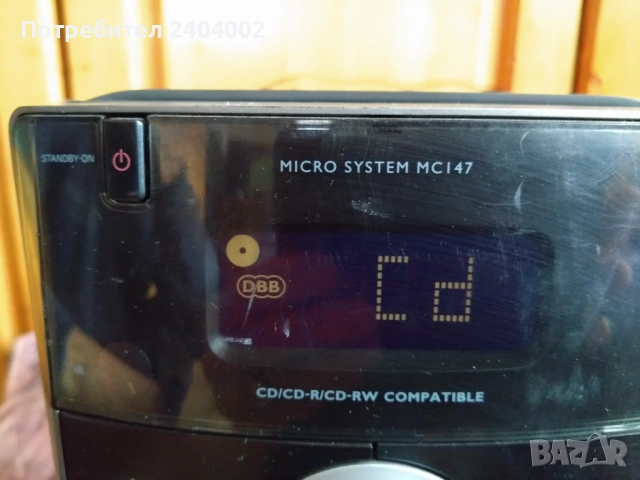 Потребител 2404002
STANDBY-ON
MICRO SYSTEM MC147
DBB
Cd
CD/CD-R/CD-RW COMPATIBLE
BAZAR